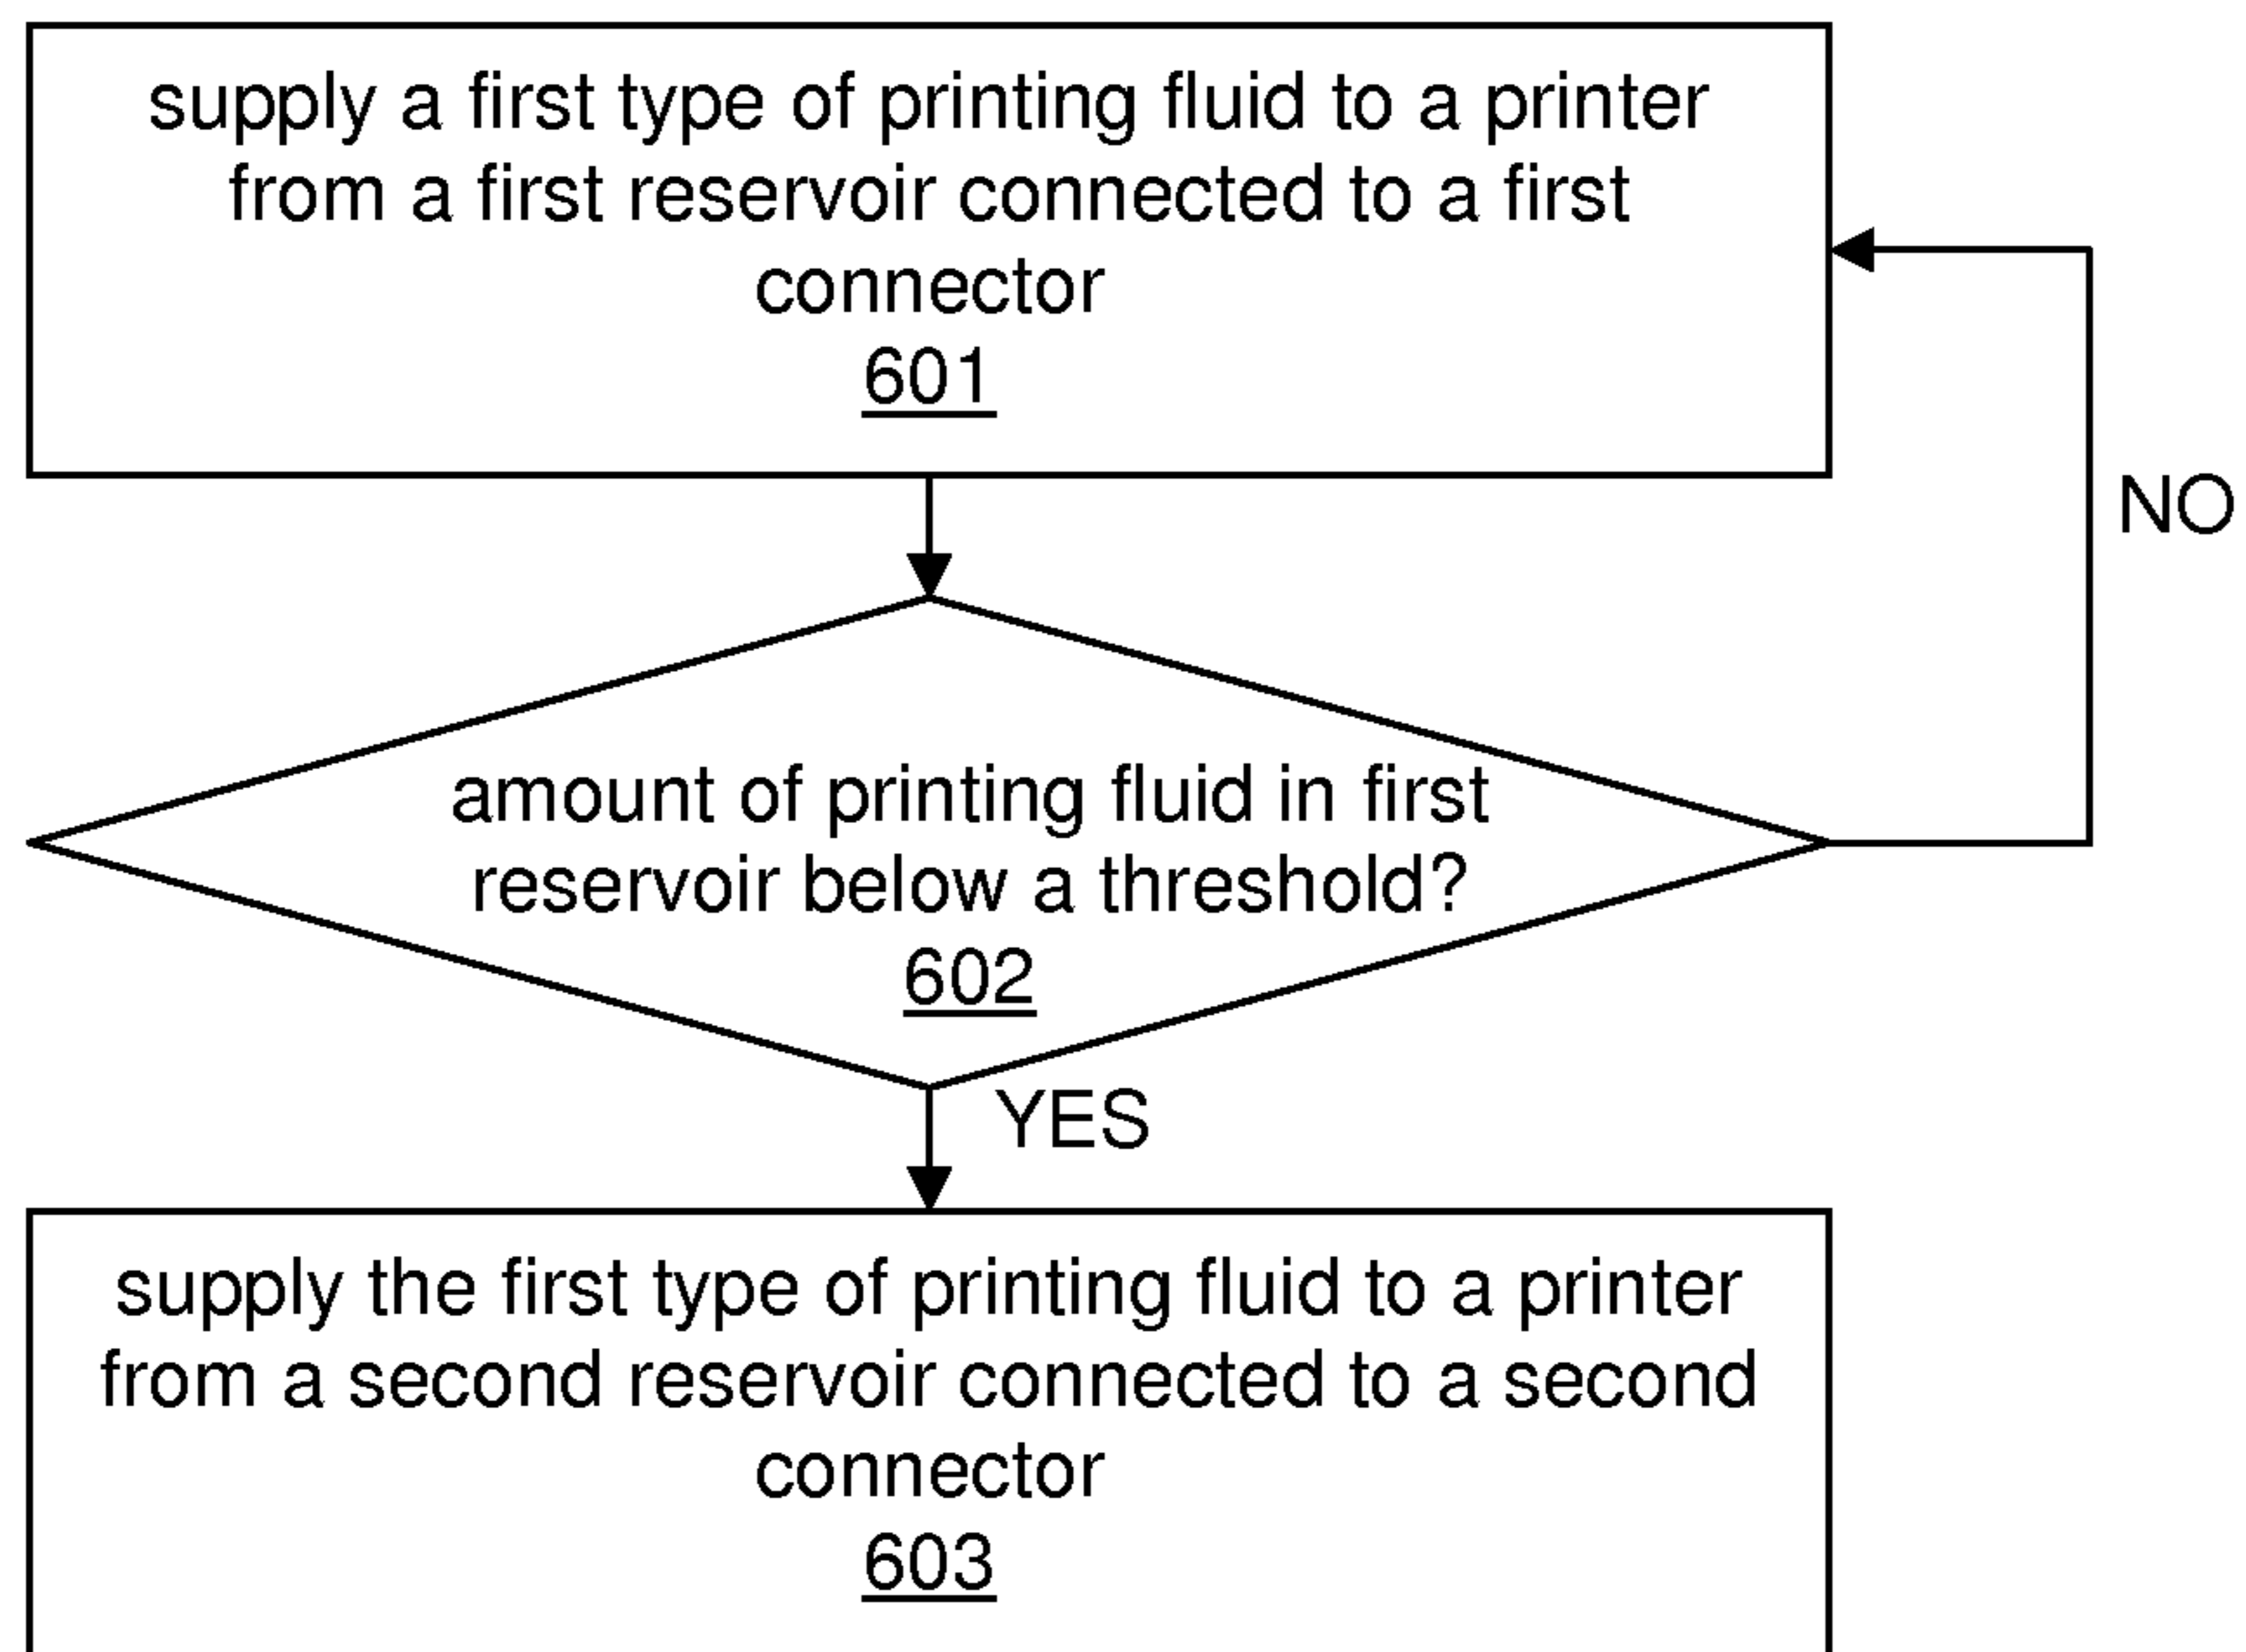 supply a first type of printing fluid to a printer
from a first reservoir connected to a first
connector
601
NO
amount of printing fluid in first
reservoir below a threshold?
602
YES
supply the first type of printing fluid to a printer
from a second reservoir connected to a second
connector
603